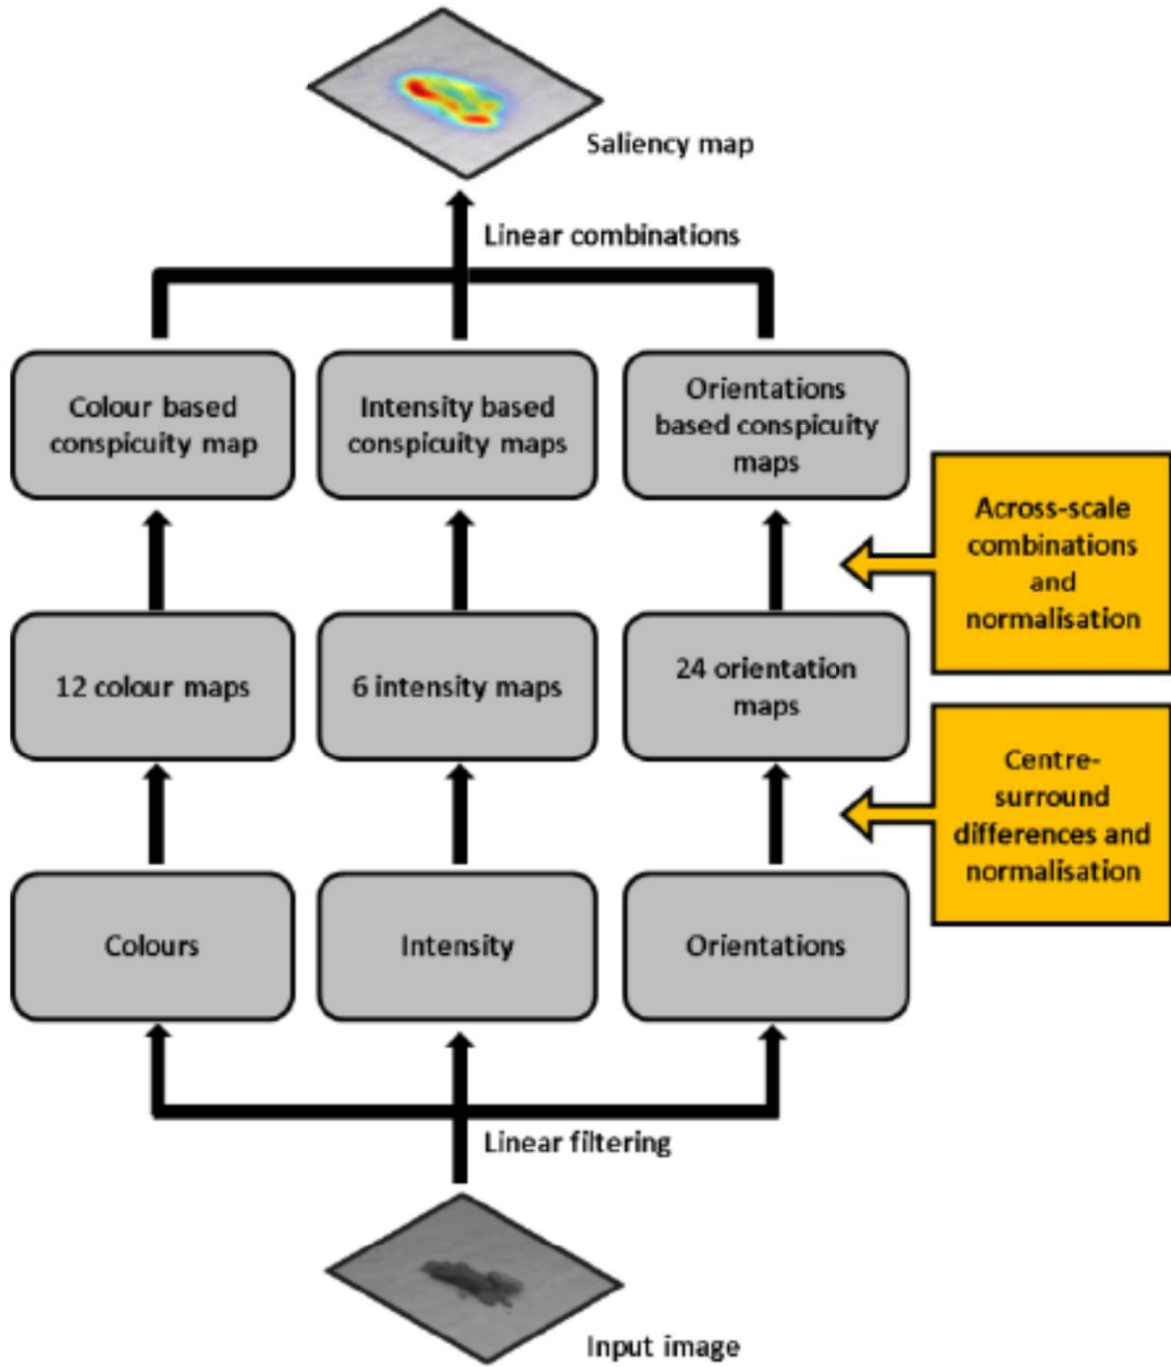 Saliency map
Linear combinations
Colour based
conspicuity map
Intensity based
conspicuity maps
Orientations
based conspicuity
maps
Across-scale
combinations
and
normalisation
12 colour maps
6 intensity maps
24 orientation
maps
Centre-
surround
differences and
normalisation
Colours
Intensity
Orientations
Linear filtering
Input image